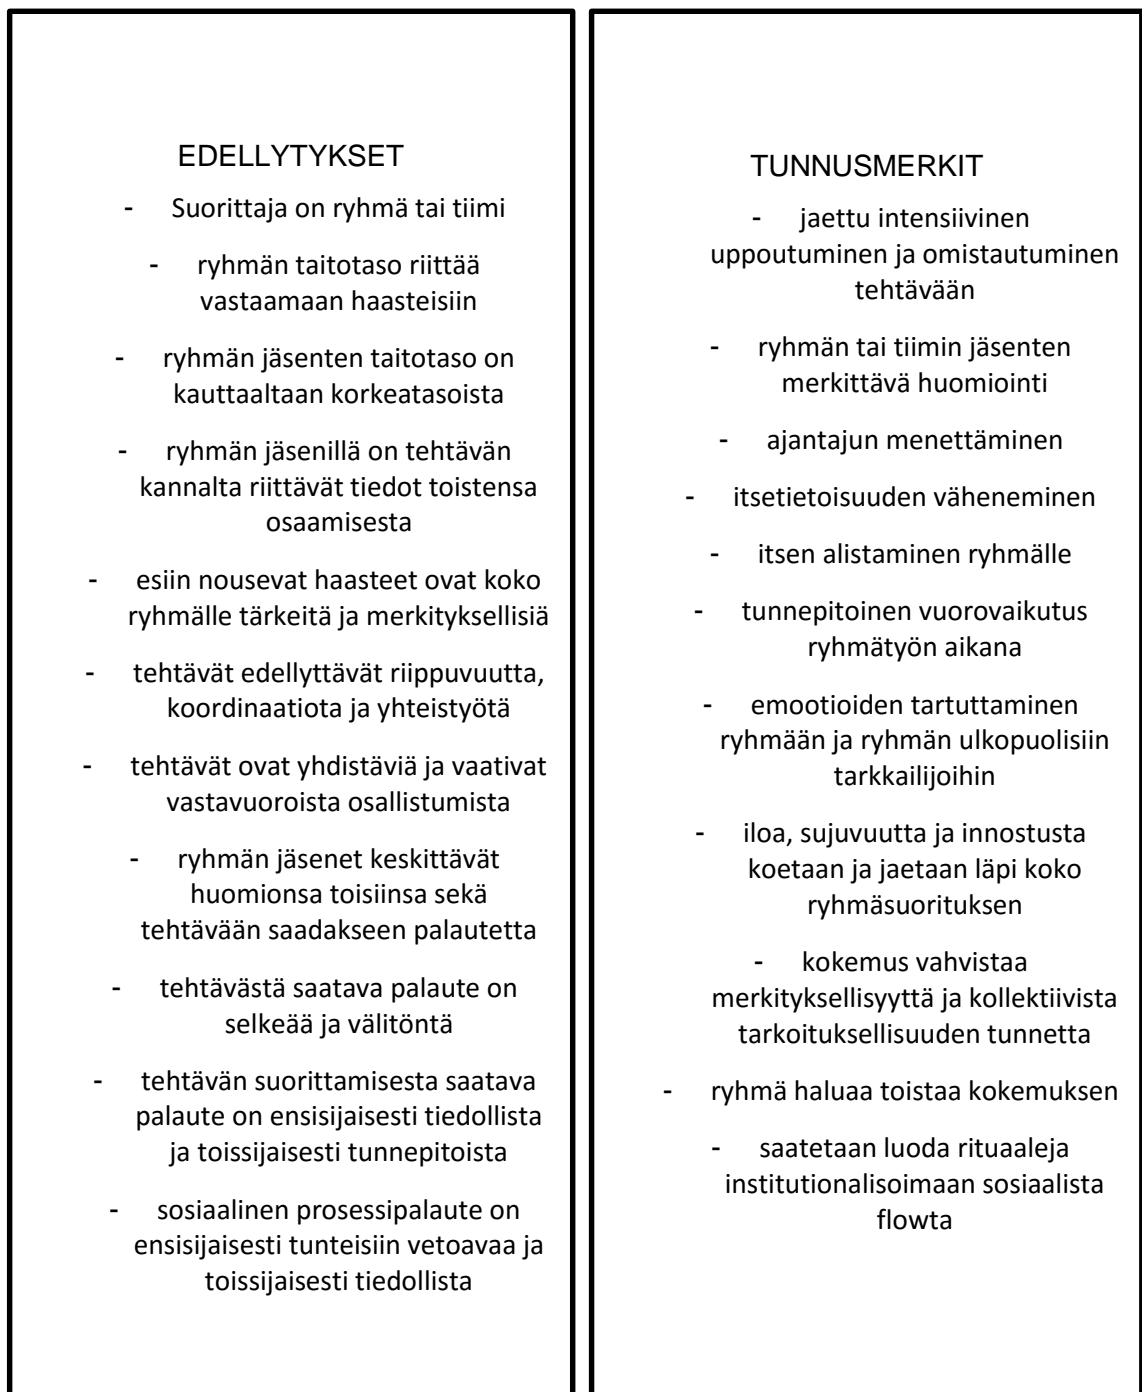 EDELLYTYKSET
- Suorittaja on ryhmä tai tiimi
- ryhmän taitotaso riittää
vastaamaan haasteisiin
- ryhmän jäsenten taitotaso on
kauttaaltaan korkeatasoista
- ryhmän jäsenillä on tehtävän
kannalta riittävät tiedot toistensa
osaamisesta
- esiin nousevat haasteet ovat koko
ryhmälle tärkeitä ja merkityksellisiä
- tehtävät edellyttävät riippuvuutta,
koordinaatiota ja yhteistyötä
- tehtävät ovat yhdistäviä ja vaativat
vastavuoroista osallistumista
- ryhmän jäsenet keskittävät
huomionsa toisiinsa sekä
tehtävään saadakseen palautetta
- tehtävästä saatava palaute on
selkeää ja välitöntä
- tehtävän suorittamisesta saatava
palaute on ensisijaisesti tiedollista
ja toissijaisesti tunnepitoista
- sosiaalinen prosessipalaute on
ensisijaisesti tunteisiin vetoavaa ja
toissijaisesti tiedollista
TUNNUSMERKIT
- jaettu intensiivinen
uppoutuminen ja omistautuminen
tehtävään
- ryhmän tai tiimin jäsenten
merkittävä huomiointi
- ajantajun menettäminen
- itsetietoisuuden väheneminen
- itsen alistaminen ryhmälle
- tunnepitoinen vuorovaikutus
ryhmätyön aikana
- emootioiden tartuttaminen
ryhmään ja ryhmän ulkopuolisiin
tarkkailijoihin
- iloa, sujuvuutta ja innostusta
koetaan ja jaetaan läpi koko
ryhmäsuorituksen
- kokemus vahvistaa
merkityksellisyyttä ja kollektiivista
tarkoituksellisuuden tunnetta
- ryhmä haluaa toistaa kokemuksen
- saatetaan luoda rituaaleja
institutionalisoimaan sosiaalista
flowta